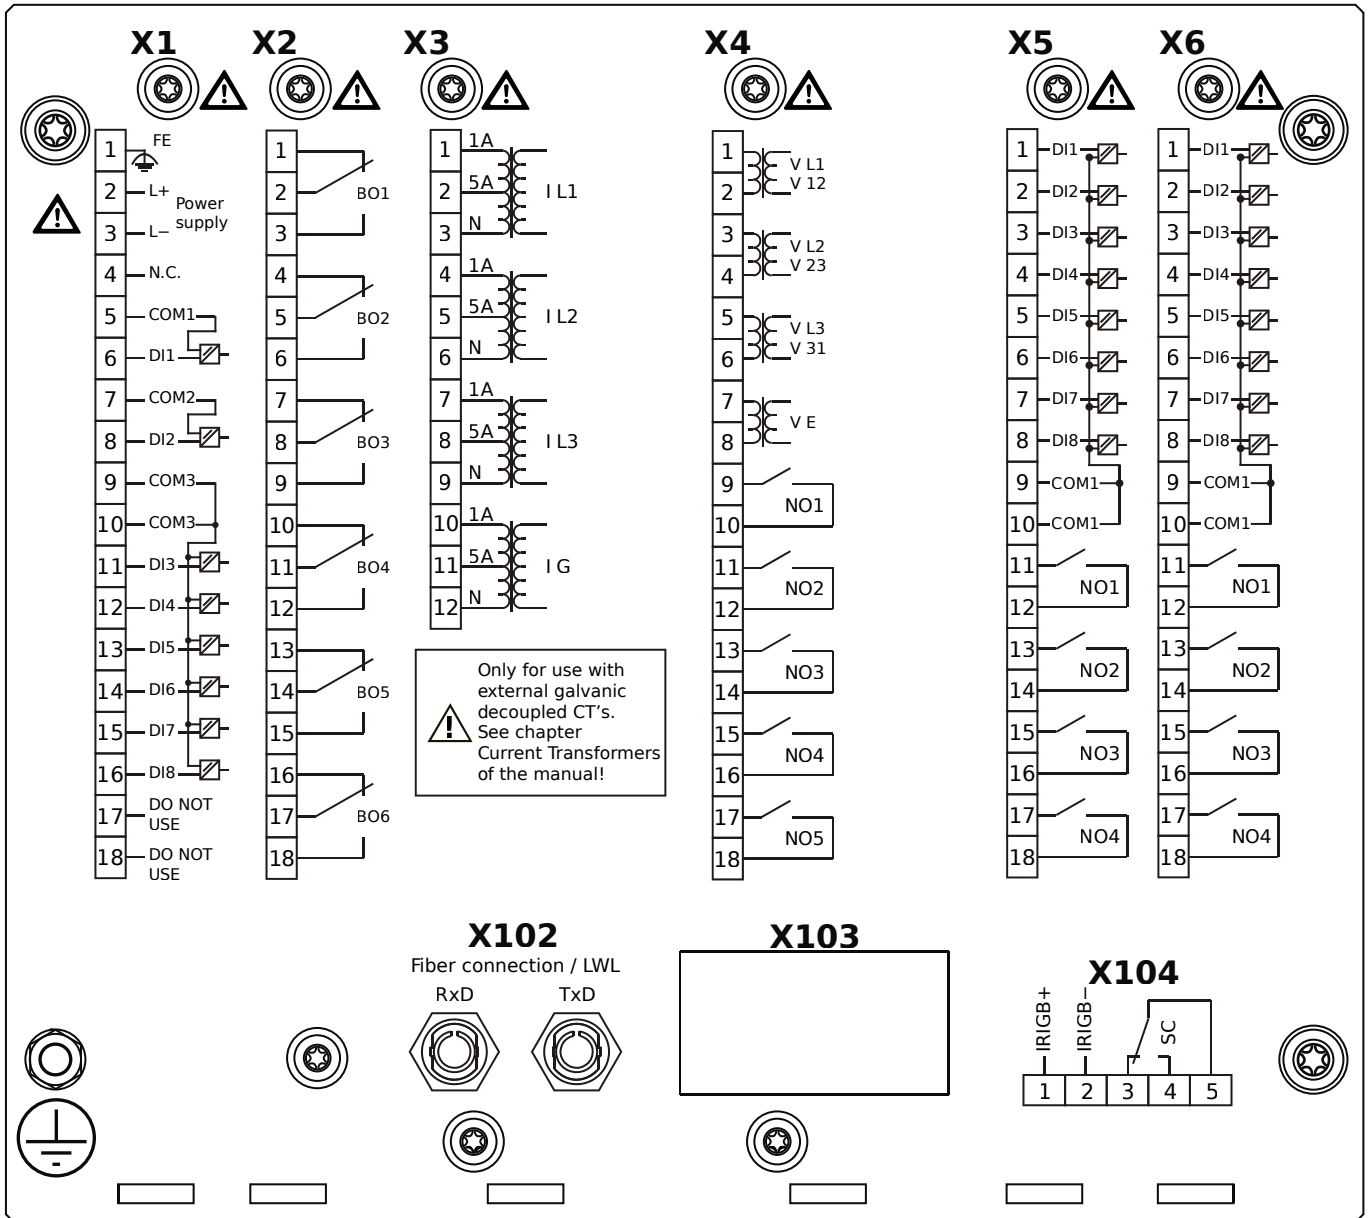 X1 X2 X3 X4 X5 X6
1 FE
2 L+
Power
supply
3 L−
4 N.C.
5 COM1
6 DI1
7 COM2
8 DI2
9 COM3
10 COM3
11 DI3
12 DI4
13 DI5
14 DI6
15 DI7
16 DI8
17 DO NOT
USE
18 DO NOT
USE
1
2 BO1
3
4
5 BO2
6
7
8 BO3
9
10
11 BO4
12
13
14 BO5
15
16
17 BO6
18
1 1A
2 5A I L1
3 N
4 1A
5 5A I L2
6 N
7 1A
8 5A I L3
9 N
10 1A
11 5A I G
12 N
Only for use with
external galvanic
decoupled CT's.
See chapter
Current Transformers
of the manual!
1 V L1
2 V 12
3 V L2
4 V 23
5 V L3
6 V 31
7
V E
8
9
NO1
10
11
NO2
12
13
NO3
14
15
NO4
16
17
NO5
18
1 DI1
2 DI2
3 DI3
4 DI4
5 DI5
6 DI6
7 DI7
8 DI8
9 COM1
10 COM1
11
NO1
12
13
NO2
14
15
NO3
16
17
NO4
18
1 DI1
2 DI2
3 DI3
4 DI4
5 DI5
6 DI6
7 DI7
8 DI8
9 COM1
10 COM1
11
NO1
12
13
NO2
14
15
NO3
16
17
NO4
18
X102
Fiber connection / LWL
RxD TxD
X103
X104
IRIGB+ IRIGB− SC
1 2 3 4 5